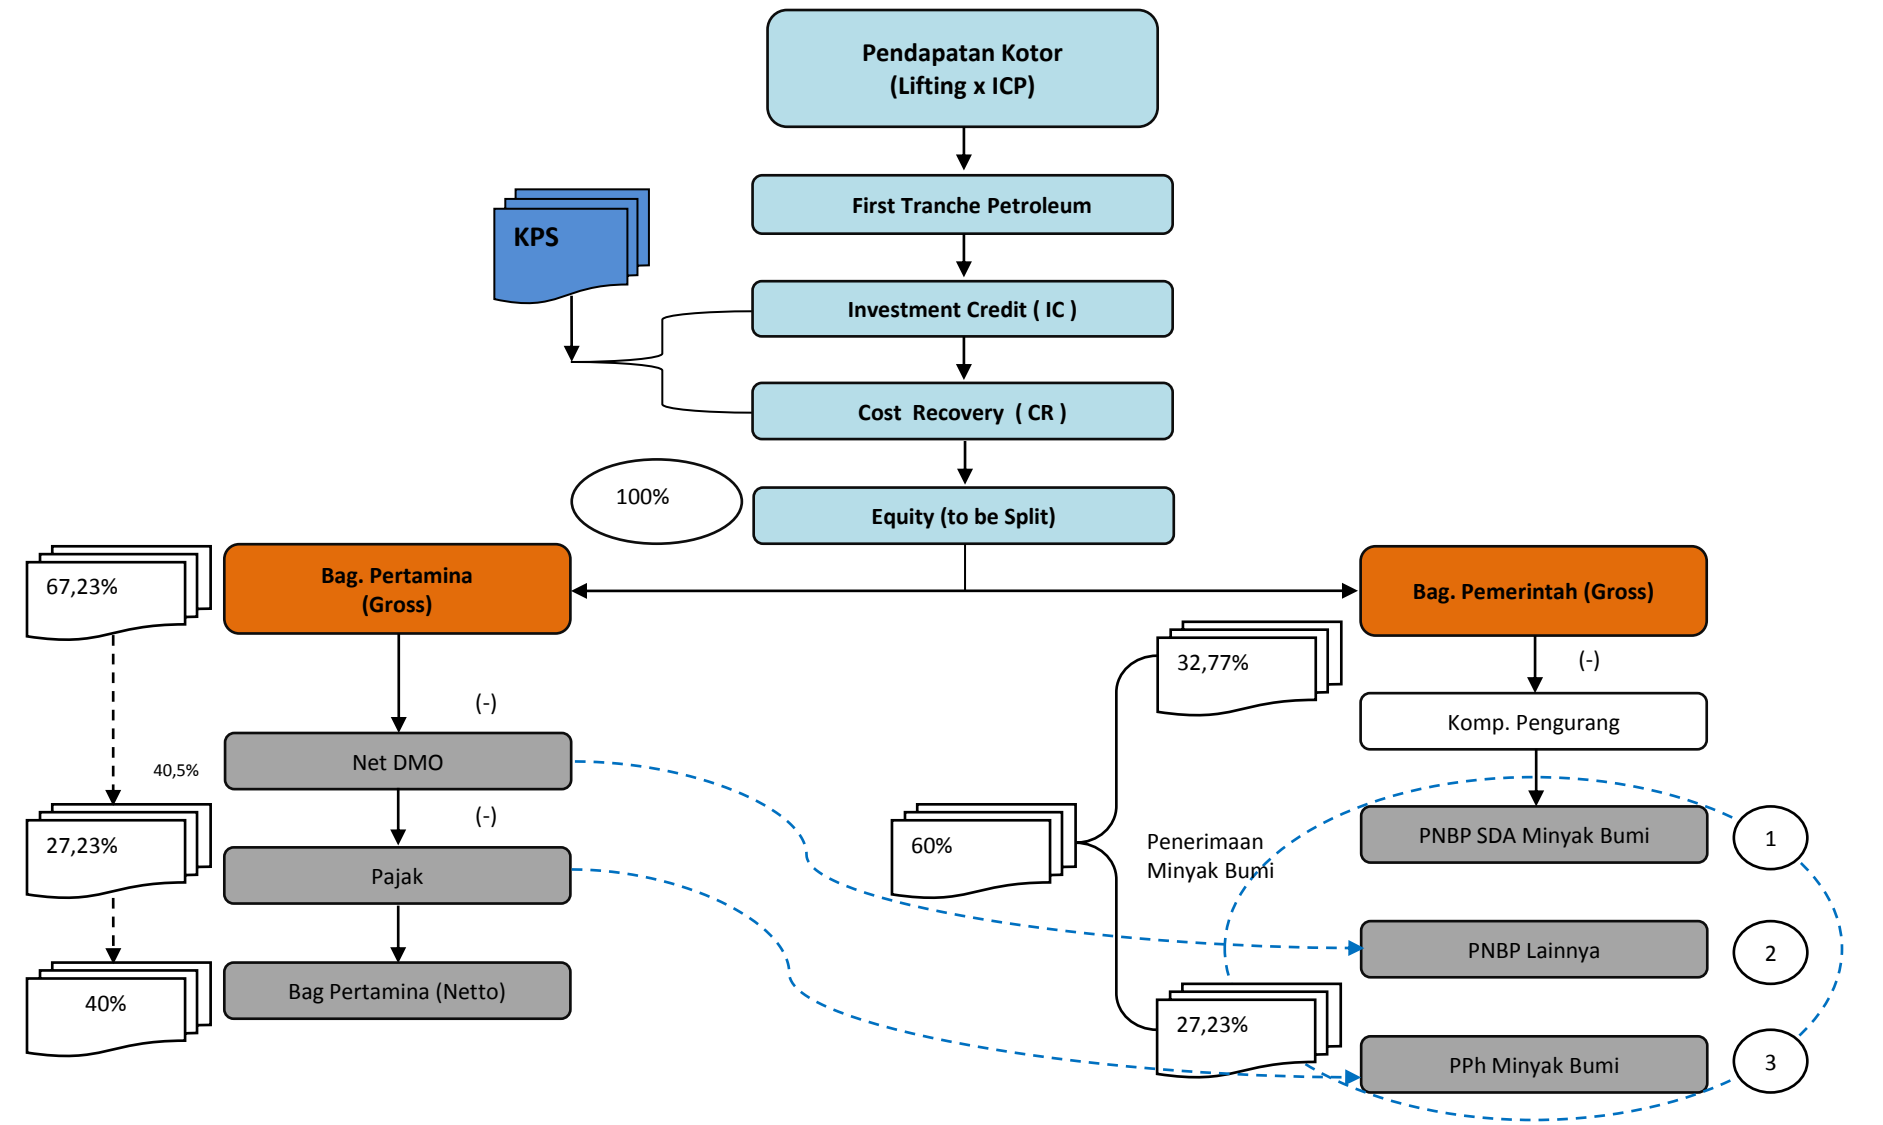 Pendapatan Kotor
(Lifting x ICP)
First Tranche Petroleum
KPS
Investment Credit ( IC )
Cost Recovery ( CR )
100%
Equity (to be Split)
67,23%
Bag. Pertamina
(Gross)
Bag. Pemerintah (Gross)
32,77%
(-)
(-)
Komp. Pengurang
40,5%
Net DMO
(-)
27,23%
60%
Penerimaan
Minyak Bumi
PNBP SDA Minyak Bumi
1
Pajak
PNBP Lainnya
2
40%
Bag Pertamina (Netto)
27,23%
PPh Minyak Bumi
3